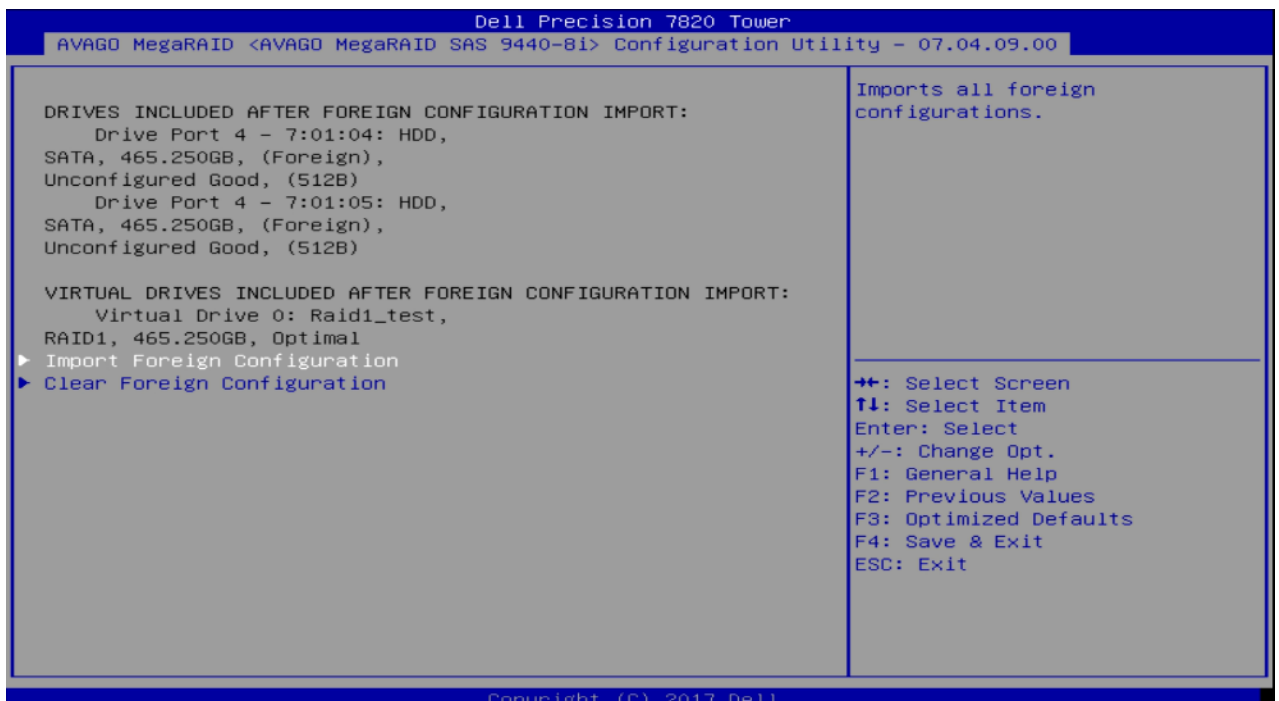 Dell Precision 7820 Tower
AVAGO MegaRAID <AVAGO MegaRAID SAS 9440-8i> Configuration Utility – 07.04.09.00
DRIVES INCLUDED AFTER FOREIGN CONFIGURATION IMPORT:
Drive Port 4 – 7:01:04: HDD,
SATA, 465.250GB, (Foreign),
Unconfigured Good, (512B)
Drive Port 4 – 7:01:05: HDD,
SATA, 465.250GB, (Foreign),
Unconfigured Good, (512B)
VIRTUAL DRIVES INCLUDED AFTER FOREIGN CONFIGURATION IMPORT:
Virtual Drive 0: Raid1_test,
RAID1, 465.250GB, Optimal
▶ Import Foreign Configuration
▶ Clear Foreign Configuration
Imports all foreign
configurations.
→←: Select Screen
↑↓: Select Item
Enter: Select
+/–: Change Opt.
F1: General Help
F2: Previous Values
F3: Optimized Defaults
F4: Save & Exit
ESC: Exit
Copyright (C) 2017 Dell